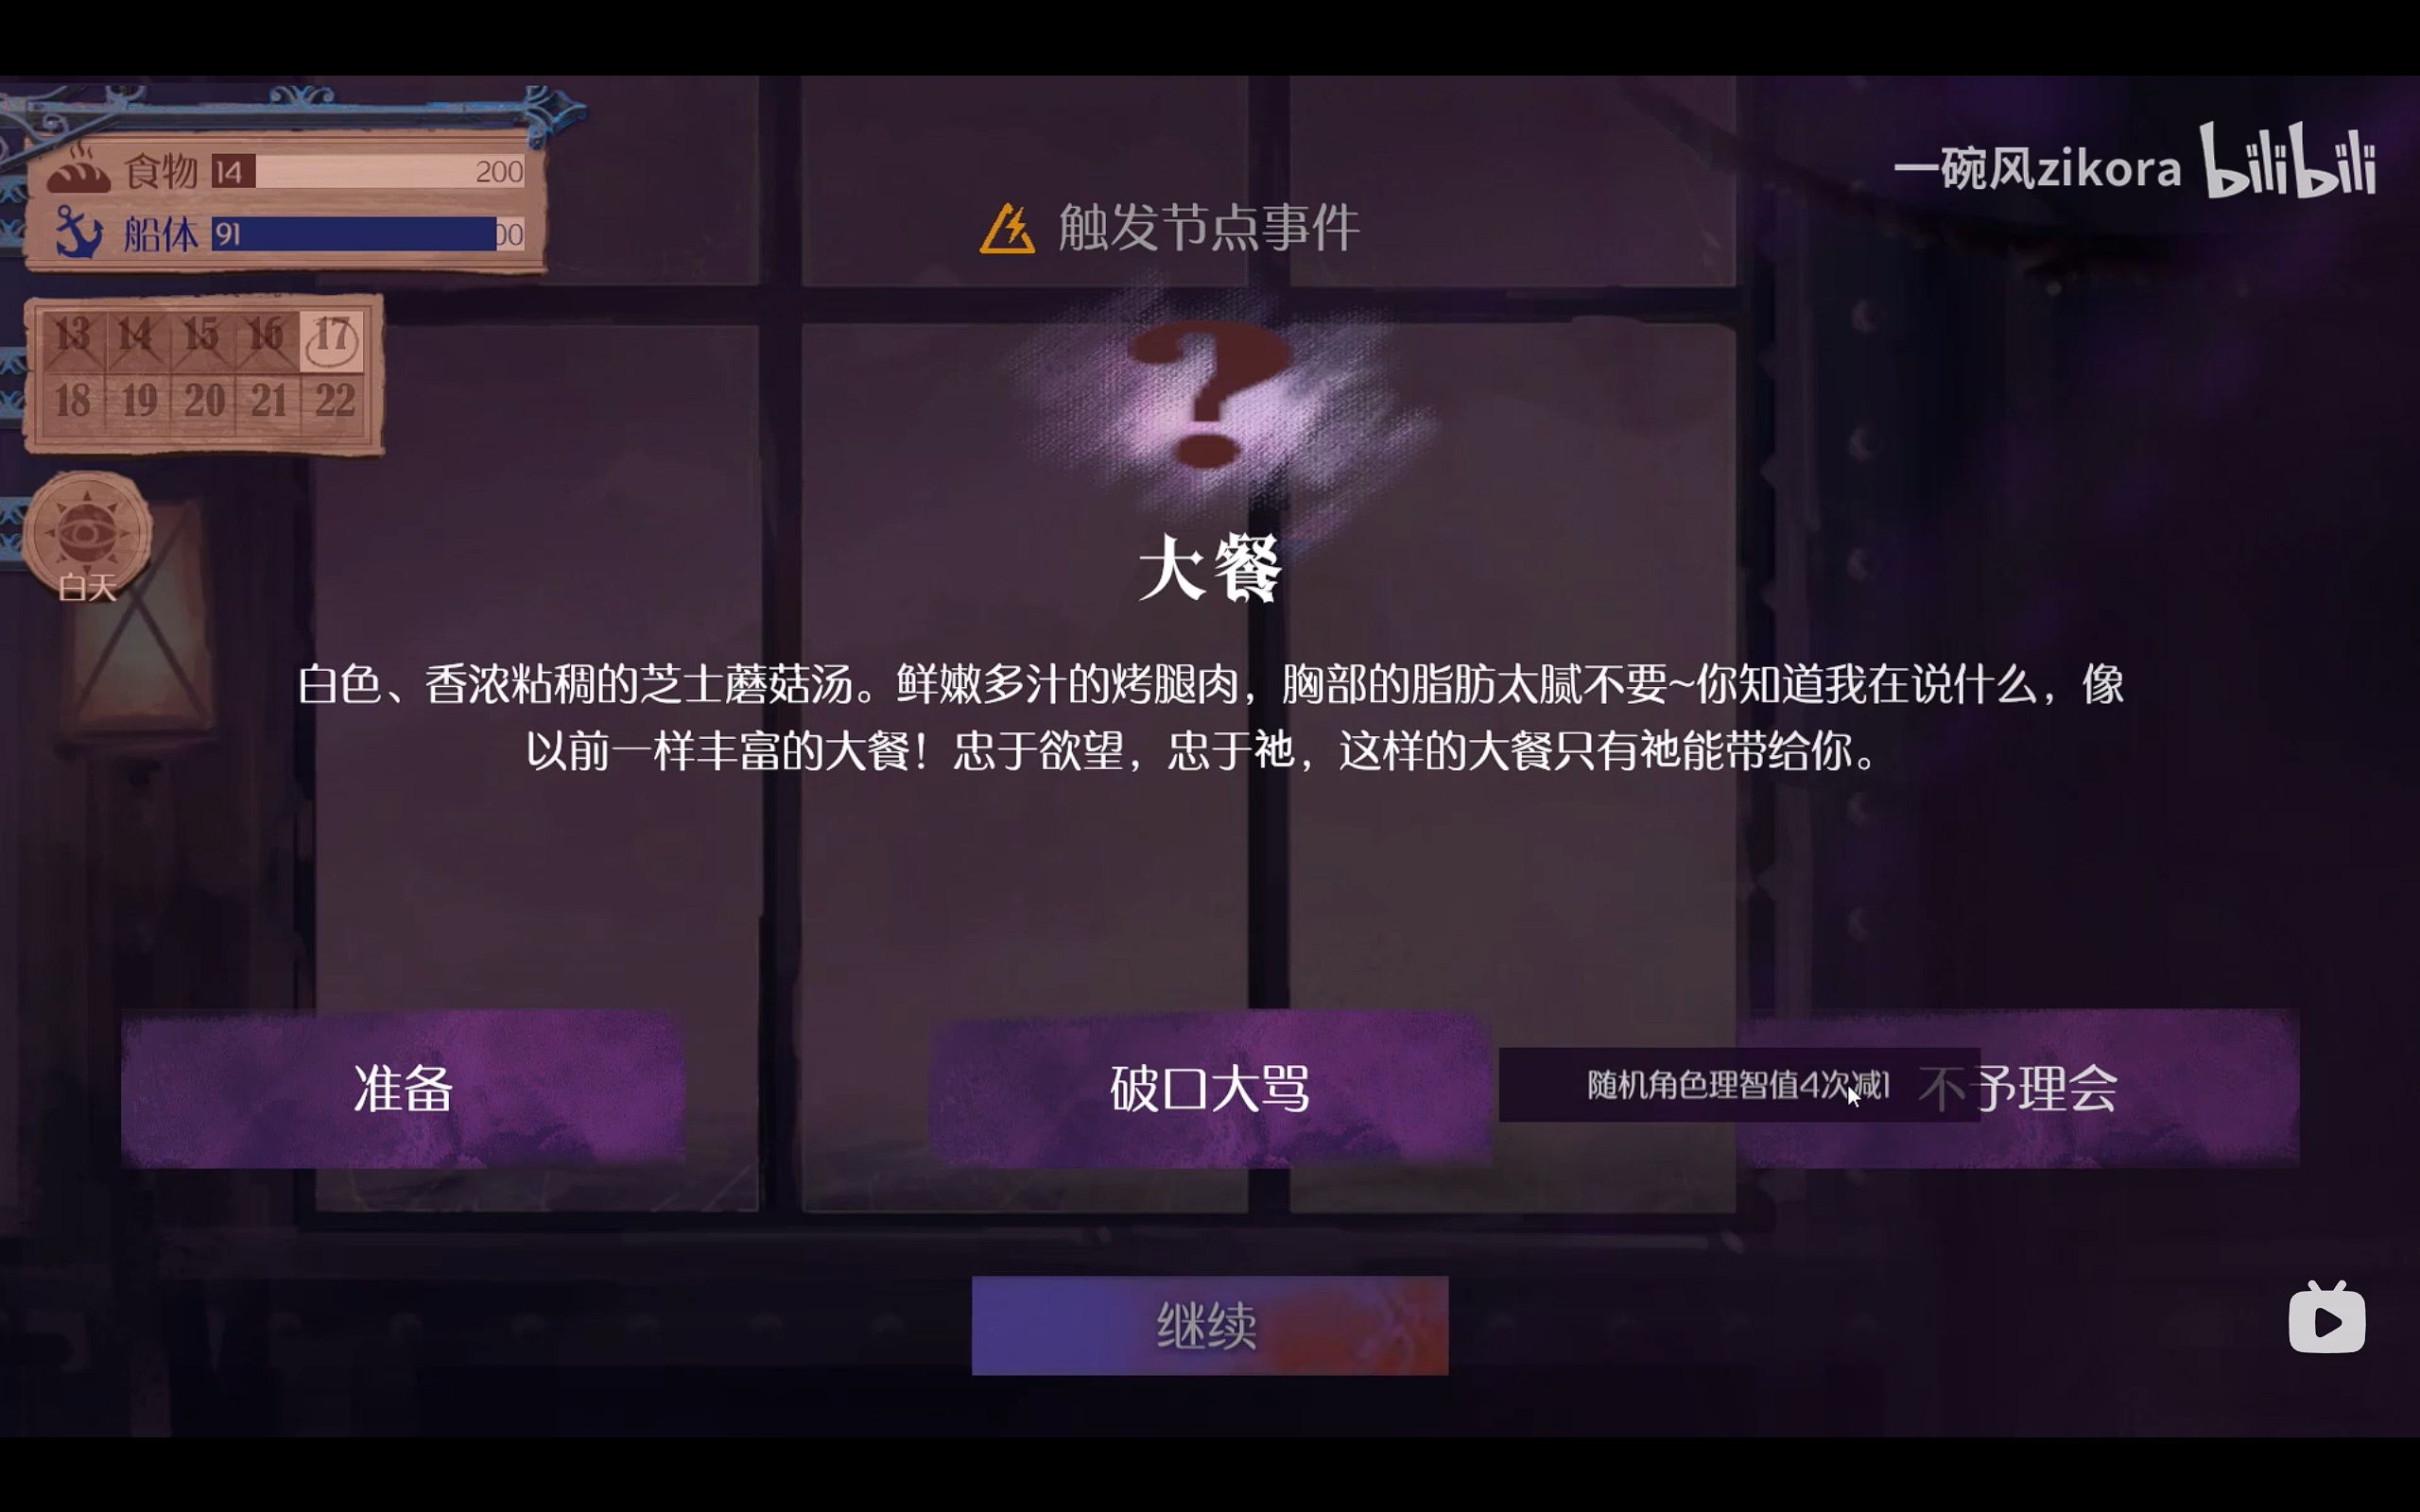 食物 14 200
船体 91 00
一碗风zikora bilibili
触发节点事件
13 14 15 16 17
18 19 20 21 22
白天
?
大餐
白色、香浓粘稠的芝士蘑菇汤。鲜嫩多汁的烤腿肉，胸部的脂肪太腻不要~你知道我在说什么，像
以前一样丰富的大餐！忠于欲望，忠于祂，这样的大餐只有祂能带给你。
准备
破口大骂
随机角色理智值4次减1
不予理会
继续